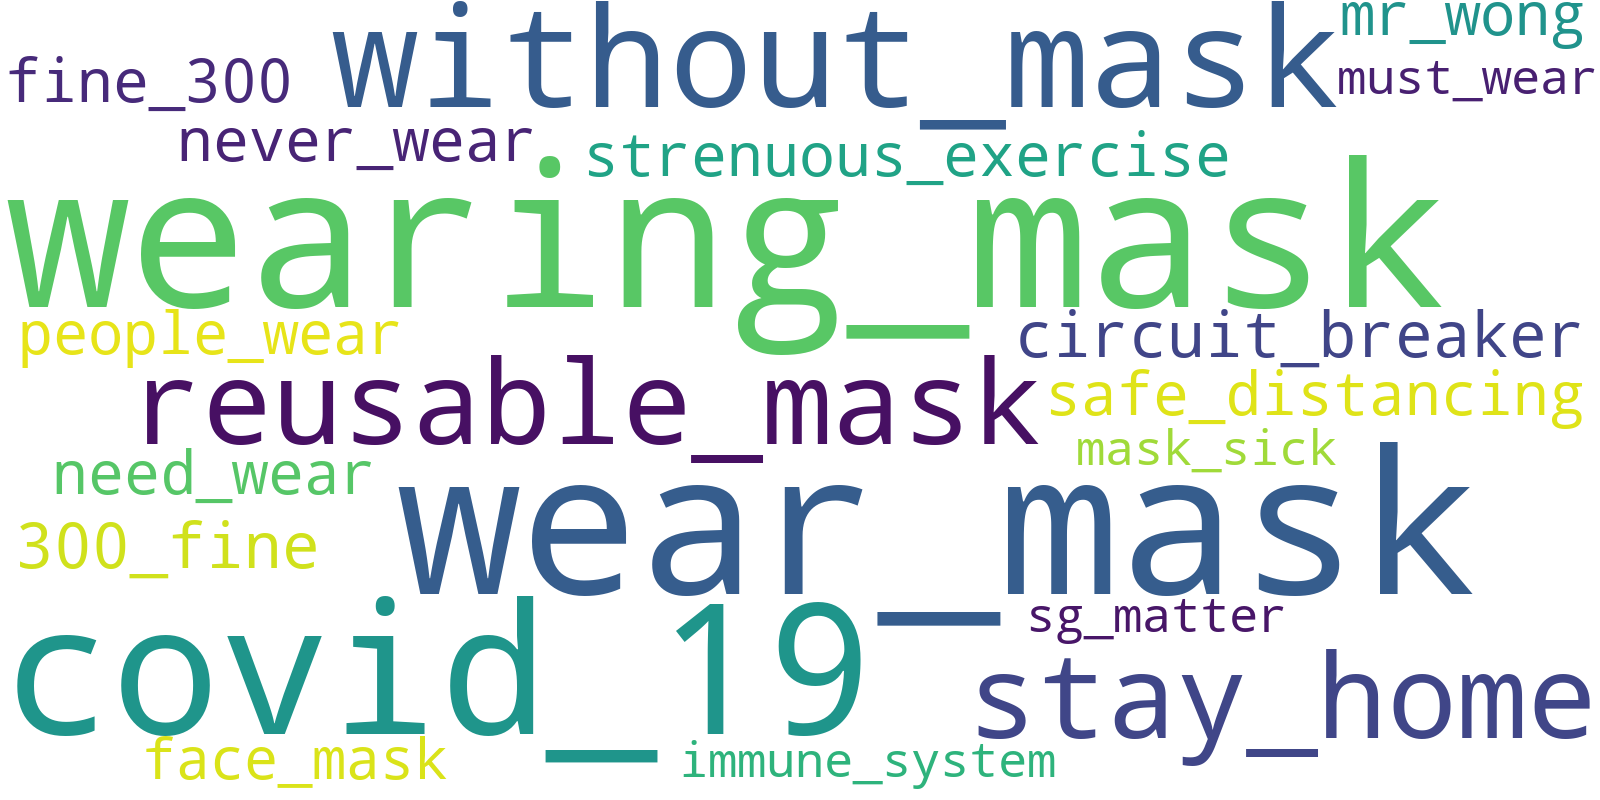 without_mask
mr_wong
fine_300
must_wear
never_wear
strenuous_exercise
wearing_mask
people_wear
circuit_breaker
reusable_mask
safe_distancing
mask_sick
need_wear
wear_mask
300_fine
covid_19
sg_matter
stay_home
face_mask
immune_system